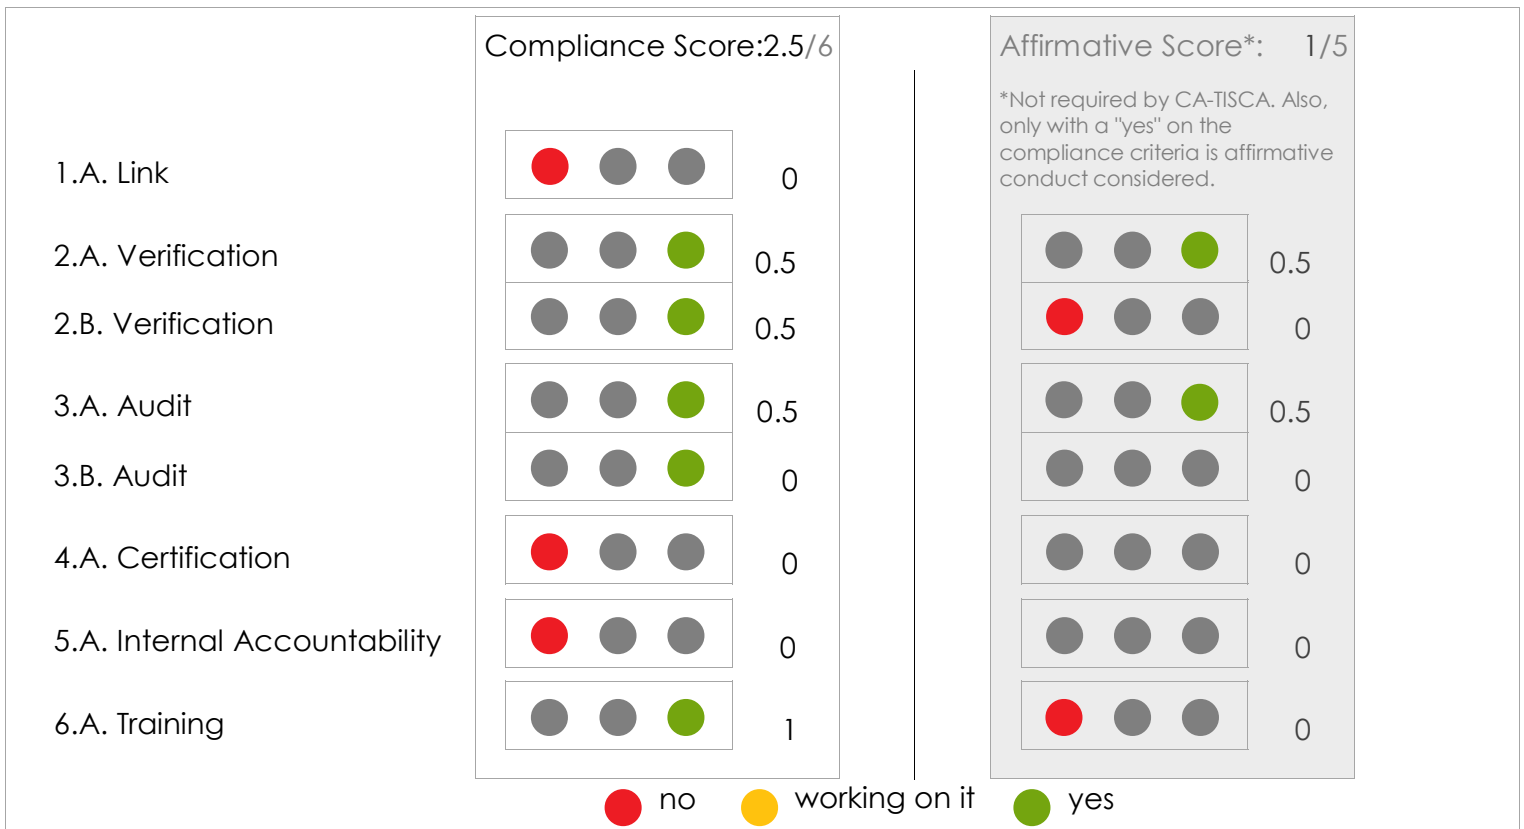 Compliance Score:2.5/6
Affirmative Score*: 1/5
*Not required by CA-TISCA. Also,
only with a "yes" on the
compliance criteria is affirmative
conduct considered.
1.A. Link 0
2.A. Verification 0.5 0.5
2.B. Verification 0.5 0
3.A. Audit 0.5 0.5
3.B. Audit 0 0
4.A. Certification 0 0
5.A. Internal Accountability 0 0
6.A. Training 1 0
no working on it yes